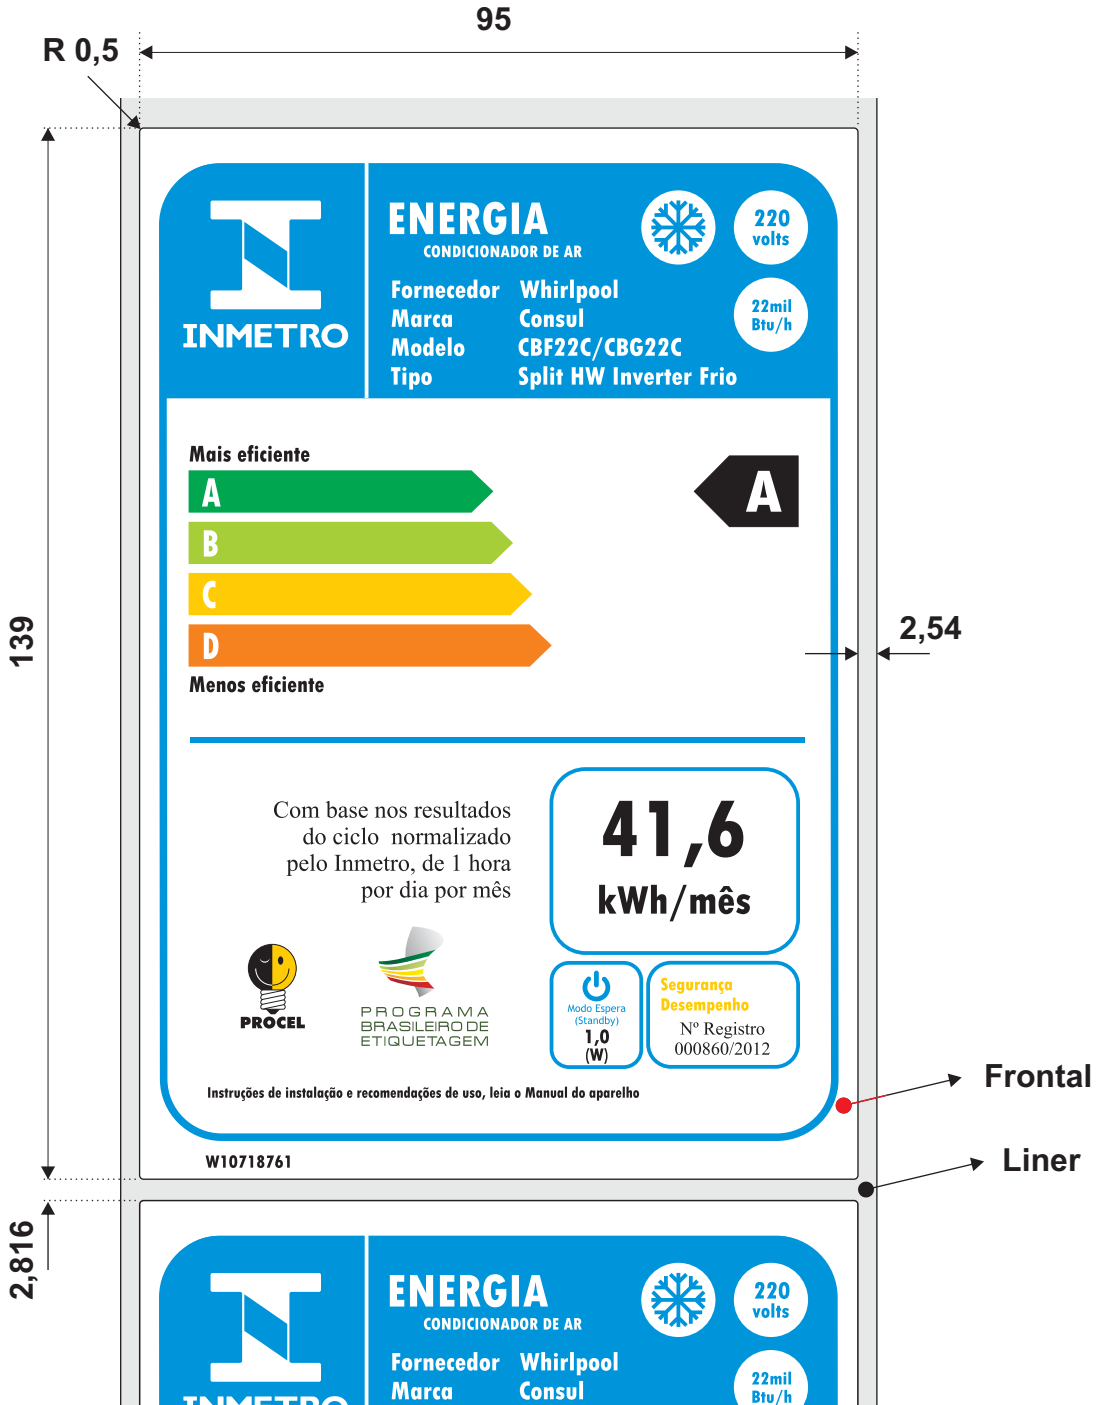 95
R 0,5
INMETRO
ENERGIA
CONDICIONADOR DE AR
220
volts
22mil
Btu/h
Fornecedor Whirlpool
Marca Consul
Modelo CBF22C/CBG22C
Tipo Split HW Inverter Frio
Mais eficiente
A
A
B
C
D
Menos eficiente
139
2,54
Com base nos resultados
do ciclo normalizado
pelo Inmetro, de 1 hora
por dia por mês
41,6
kWh/mês
PROCEL
PROGRAMA
BRASILEIRO DE
ETIQUETAGEM
Modo Espera
(Standby)
1,0
(W)
Segurança
Desempenho
Nº Registro
000860/2012
Instruções de instalação e recomendações de uso, leia o Manual do aparelho
W10718761
Frontal
Liner
2,816
INMETRO
ENERGIA
CONDICIONADOR DE AR
220
volts
22mil
Btu/h
Fornecedor Whirlpool
Marca Consul